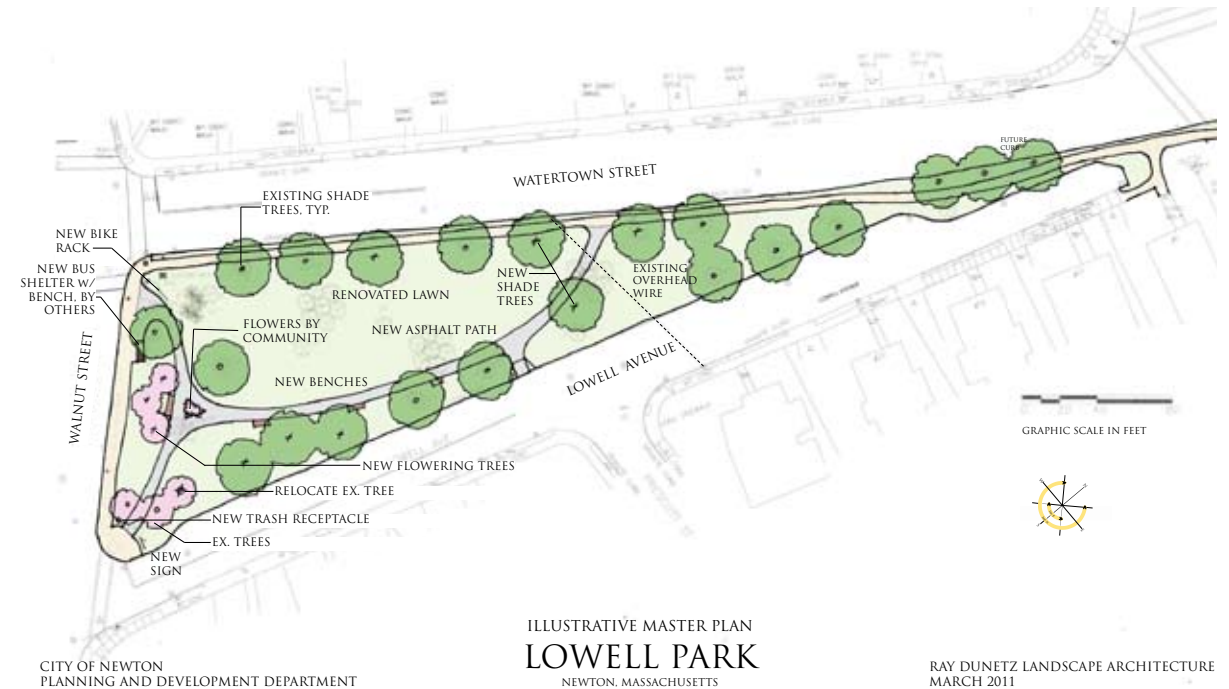 WATERTOWN STREET
FUTURE
CURB
EXISTING SHADE
TREES, TYP.
NEW BIKE
RACK
NEW BUS
SHELTER W/
BENCH, BY
OTHERS
NEW
SHADE
TREES
EXISTING
OVERHEAD
WIRE
RENOVATED LAWN
FLOWERS BY
COMMUNITY
NEW ASPHALT PATH
WALNUT STREET
NEW BENCHES
LOWELL AVENUE
GRAPHIC SCALE IN FEET
NEW FLOWERING TREES
RELOCATE EX. TREE
NEW TRASH RECEPTACLE
EX. TREES
NEW
SIGN
ILLUSTRATIVE MASTER PLAN
LOWELL PARK
NEWTON, MASSACHUSETTS
CITY OF NEWTON
PLANNING AND DEVELOPMENT DEPARTMENT
RAY DUNETZ LANDSCAPE ARCHITECTURE
MARCH 2011